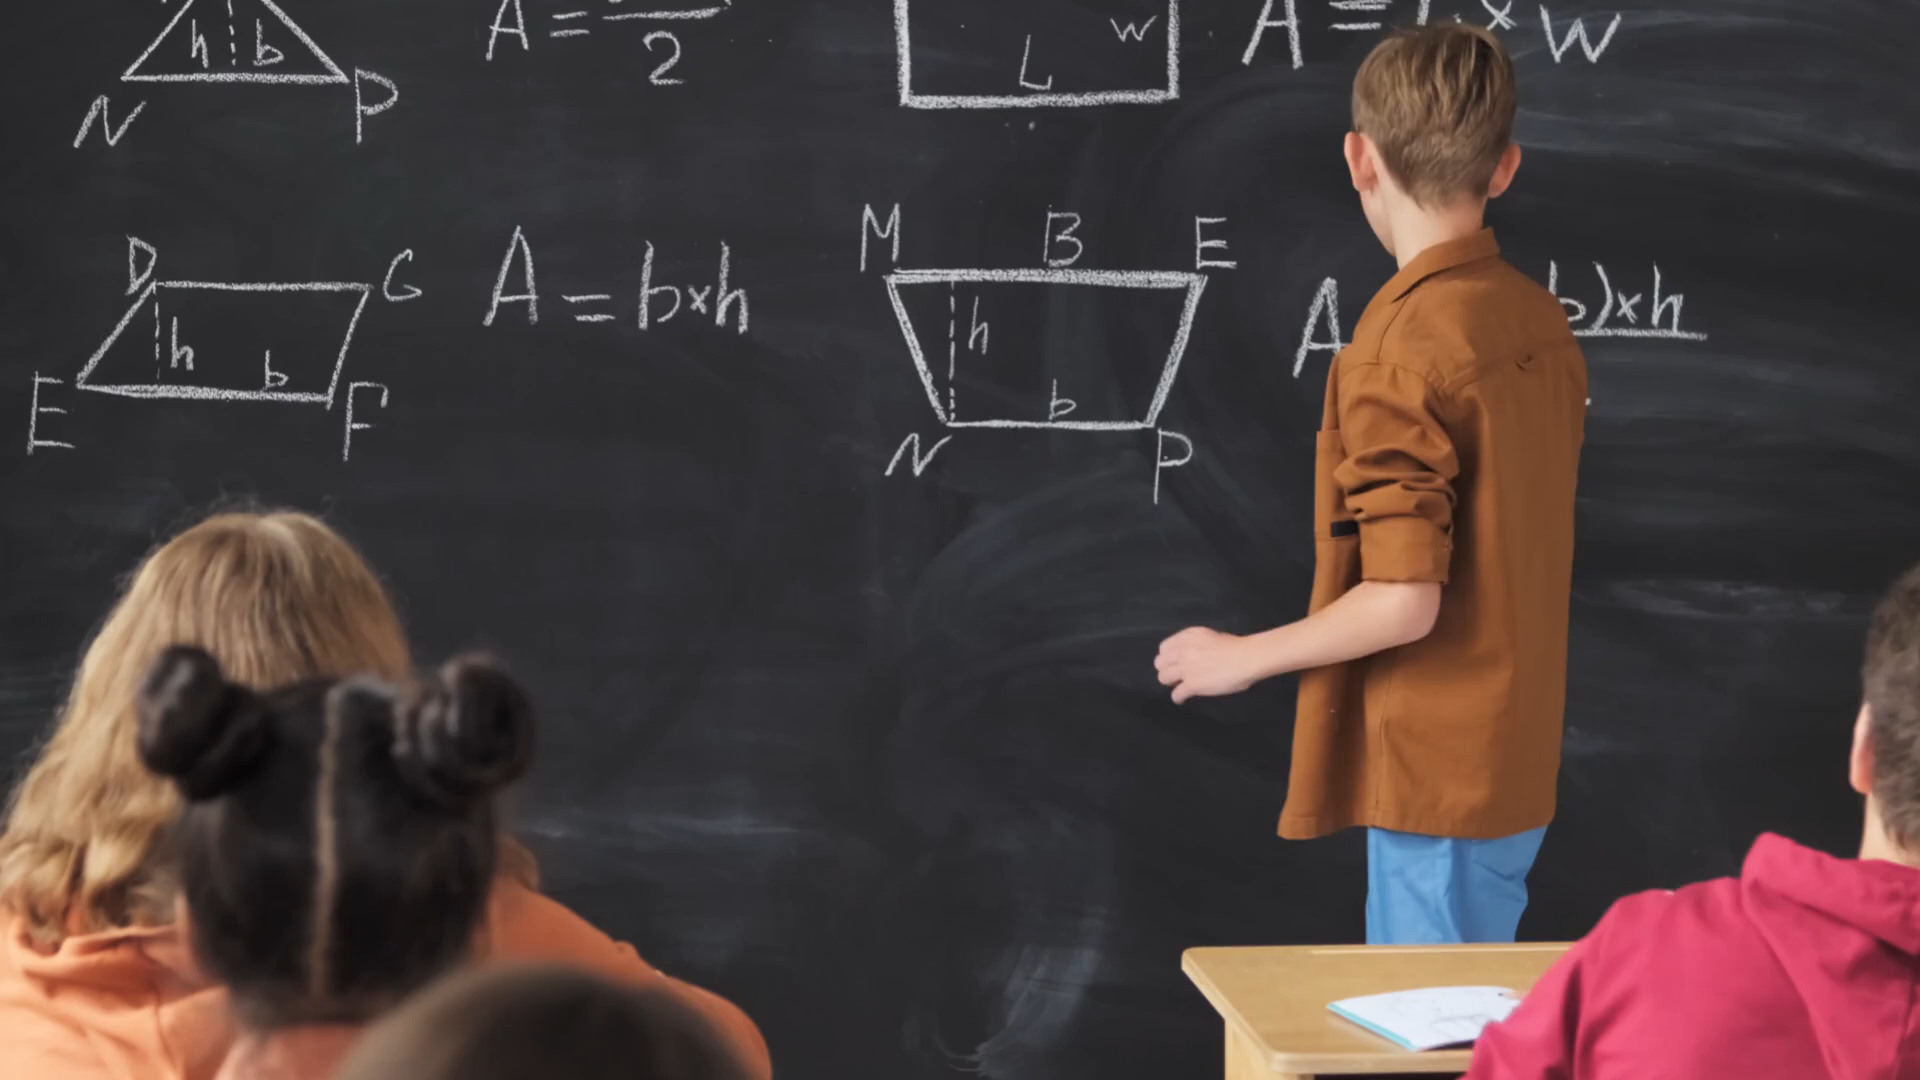 h b
A = 2
N P
L w
A = L × W
D G
h b
E F
A = b×h
M B E
h
b
N P
A b)×h